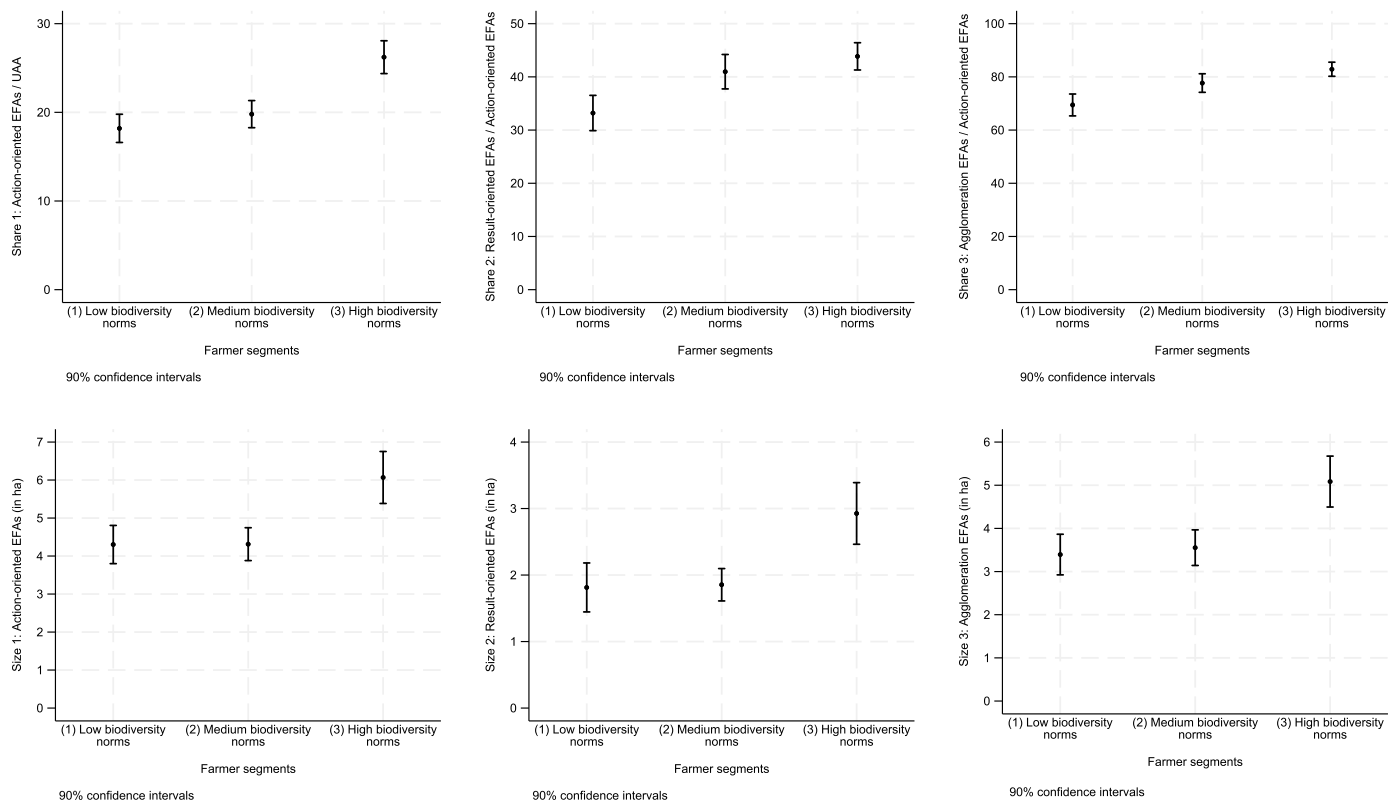 Share 1: Action-oriented EFAs / UAA
30
20
10
0
(1) Low biodiversity
norms
(2) Medium biodiversity
norms
(3) High biodiversity
norms
Farmer segments
90% confidence intervals
Share 2: Result-oriented EFAs / Action-oriented EFAs
50
40
30
20
10
0
(1) Low biodiversity
norms
(2) Medium biodiversity
norms
(3) High biodiversity
norms
Farmer segments
90% confidence intervals
Share 3: Agglomeration EFAs / Action-oriented EFAs
100
80
60
40
20
0
(1) Low biodiversity
norms
(2) Medium biodiversity
norms
(3) High biodiversity
norms
Farmer segments
90% confidence intervals
Size 1: Action-oriented EFAs (in ha)
7
6
5
4
3
2
1
0
(1) Low biodiversity
norms
(2) Medium biodiversity
norms
(3) High biodiversity
norms
Farmer segments
90% confidence intervals
Size 2: Result-oriented EFAs (in ha)
4
3
2
1
0
(1) Low biodiversity
norms
(2) Medium biodiversity
norms
(3) High biodiversity
norms
Farmer segments
90% confidence intervals
Size 3: Agglomeration EFAs (in ha)
6
5
4
3
2
1
0
(1) Low biodiversity
norms
(2) Medium biodiversity
norms
(3) High biodiversity
norms
Farmer segments
90% confidence intervals